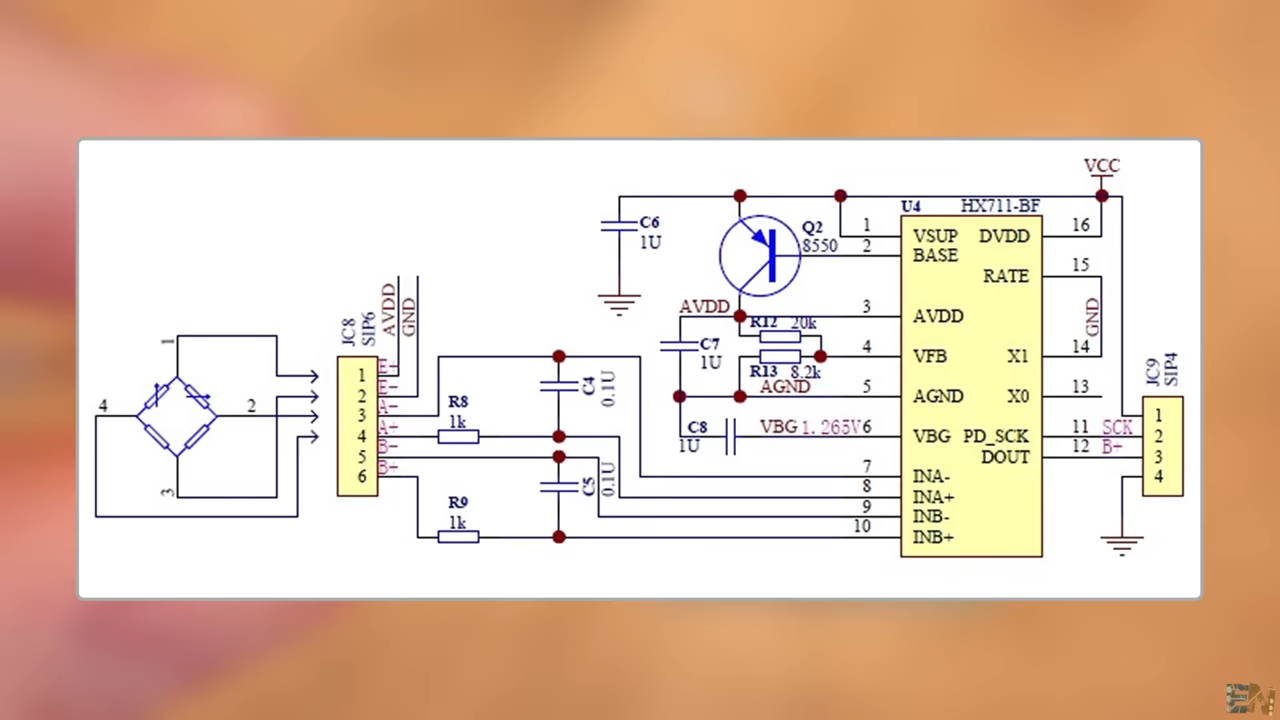 VCC
U4
HX711-BF
C6
1U
Q2
8550
1
2
16
VSUP
DVDD
BASE
15
RATE
AVDD
GND
AVDD
3
AVDD
GND
JC8
SIP6
R12
20k
C7
1U
4
VFB
X1
14
R13
8.2k
JC9
SIP4
AGND
5
AGND
X0
13
1
4
2
3
1
2
3
4
5
6
E+
E-
A-
A+
B-
B+
R8
1k
C4
0.1U
C8
1U
VBG
1.265V
6
VBG
PD_SCK
11
SCK
DOUT
12
B+
1
2
3
4
C5
0.1U
7
INA-
8
INA+
9
INB-
10
INB+
R9
1k
EN